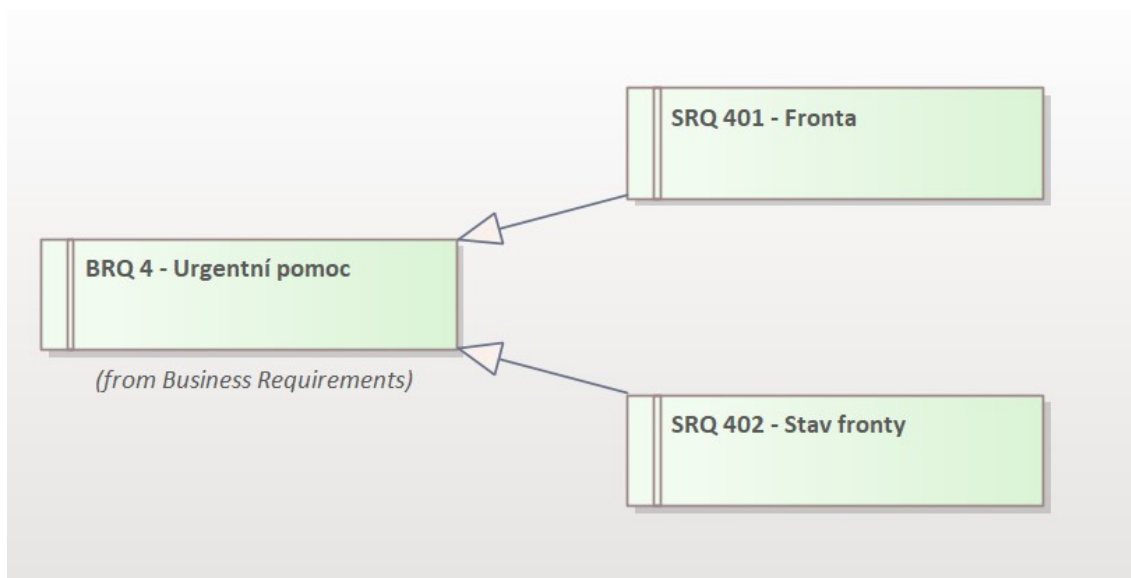 SRQ 401 - Fronta
BRQ 4 - Urgentní pomoc
(from Business Requirements)
SRQ 402 - Stav fronty